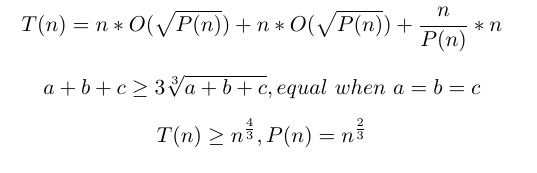 T(n) = n * O(√P(n)) + n * O(√P(n)) + n/P(n) * n
a + b + c ≥ 3∛a + b + c, equal when a = b = c
T(n) ≥ n^4/3, P(n) = n^2/3